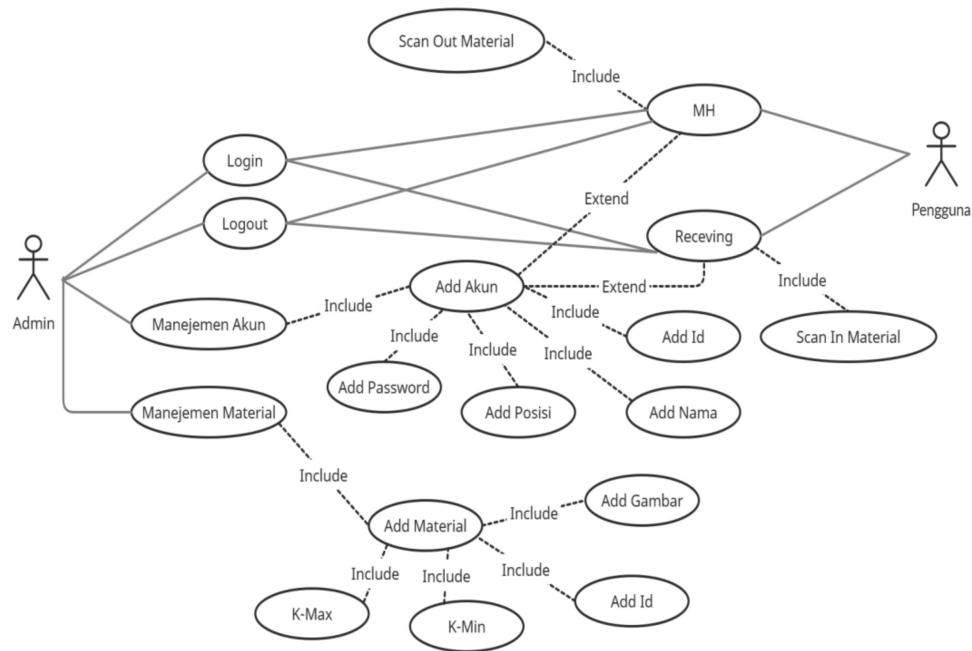 Scan Out Material
Include
MH
Login
Extend
Pengguna
Logout
Receving
Include
Admin
Add Akun
Extend
Include
Include
Manejemen Akun
Include
Include
Include
Add Id
Scan In Material
Add Password
Add Posisi
Add Nama
Manejemen Material
Include
Add Gambar
Include
Add Material
Include
Include
Include
Add Id
K-Max
K-Min